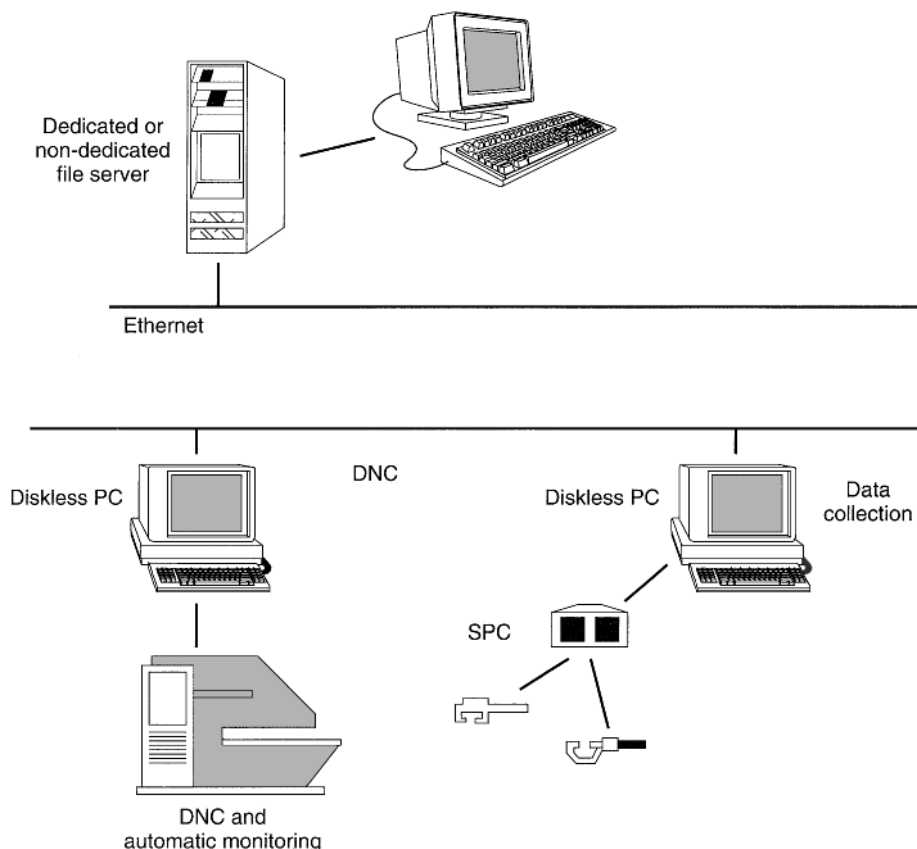 Dedicated or
non-dedicated
file server
Ethernet
DNC
Diskless PC
Diskless PC
Data
collection
SPC
DNC and
automatic monitoring